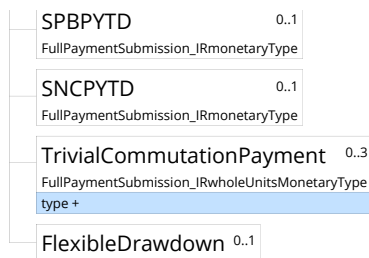 SPBPYTD 0..1
FullPaymentSubmission_IRmonetaryType
SNCPYTD 0..1
FullPaymentSubmission_IRmonetaryType
TrivialCommutationPayment 0..3
FullPaymentSubmission_IRwholeUnitsMonetaryType
type +
FlexibleDrawdown 0..1